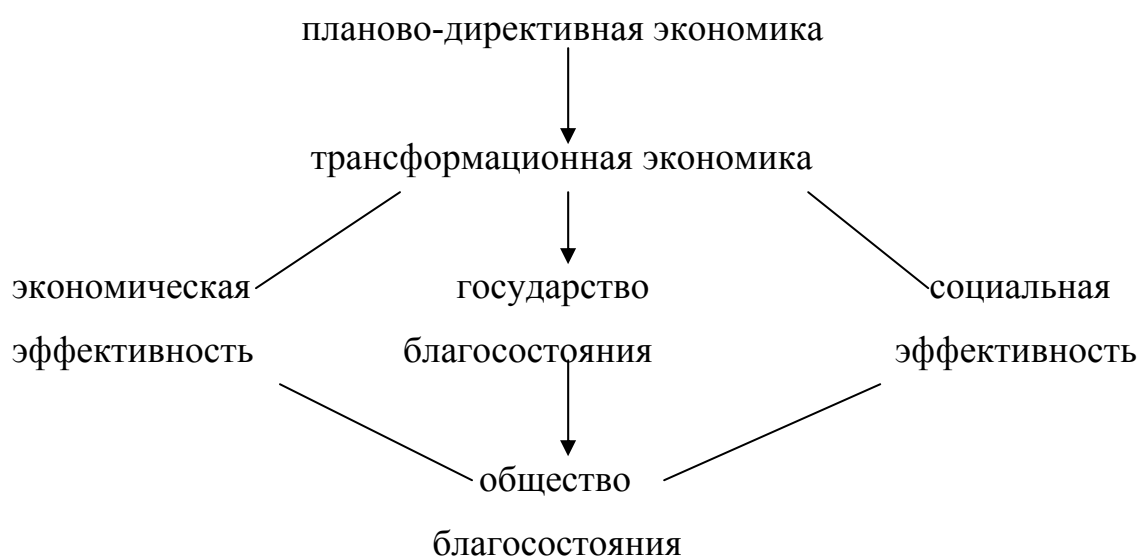 планово-директивная экономика
трансформационная экономика
экономическая государство социальная
эффективность благосостояния эффективность
общество
благосостояния